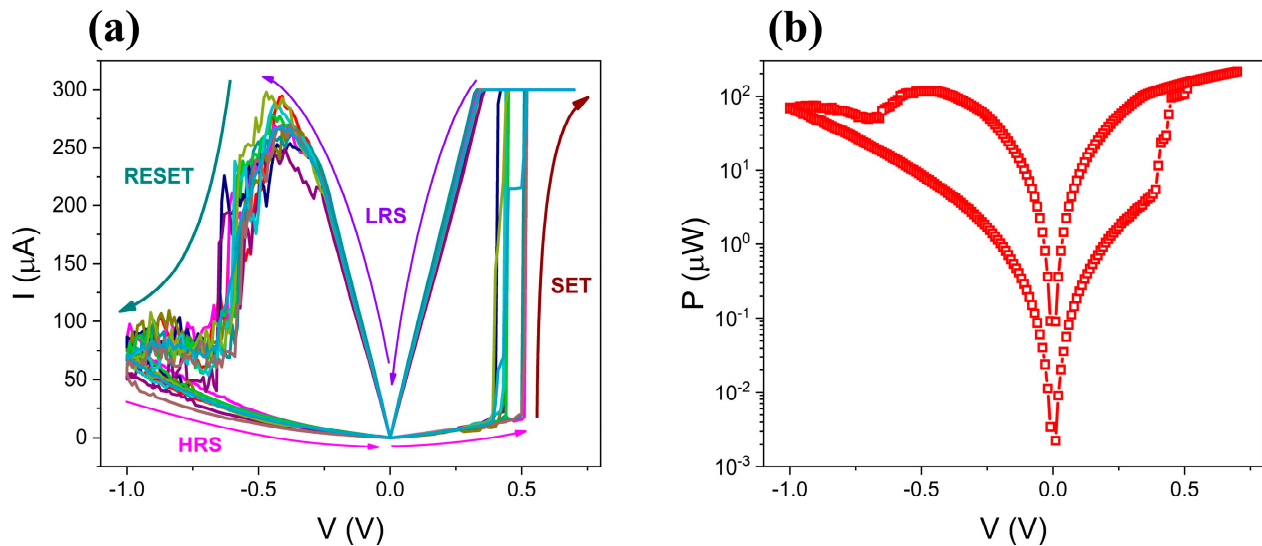 (a)
300
250
200
150
100
50
0
I (μA)
RESET
LRS
SET
HRS
-1.0 -0.5 0.0 0.5
V (V)
(b)
10²
10¹
10⁰
10⁻¹
10⁻²
10⁻³
P (μW)
-1.0 -0.5 0.0 0.5
V (V)